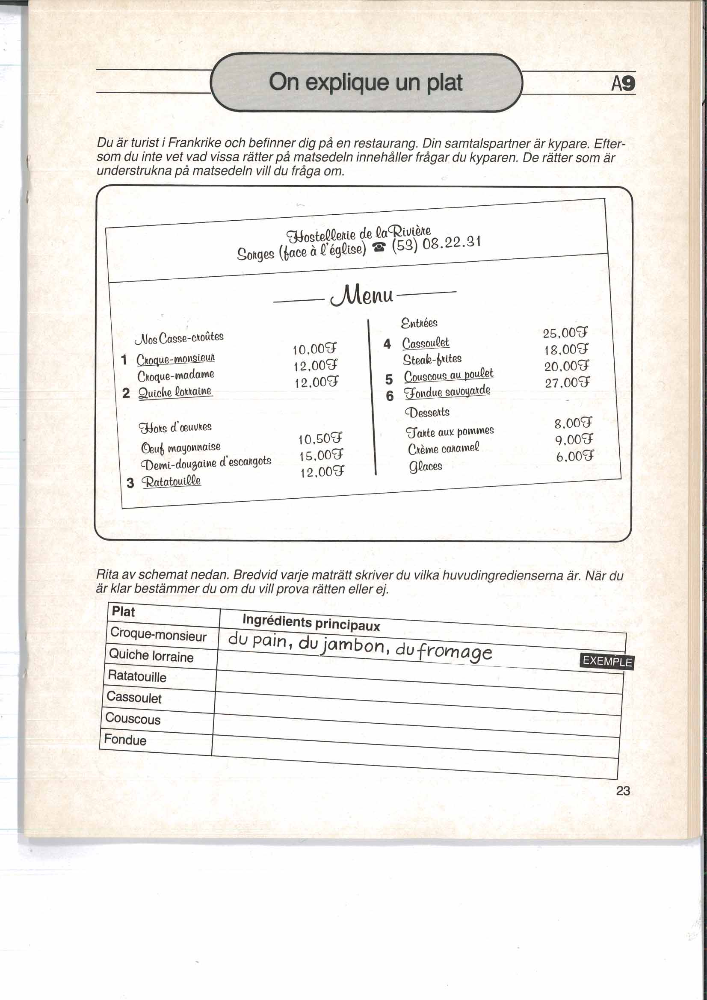 On explique un plat
A9
Du är turist i Frankrike och befinner dig på en restaurang. Din samtalspartner är kypare. Efter-
som du inte vet vad vissa rätter på matsedeln innehåller frågar du kyparen. De rätter som är
understrukna på matsedeln vill du fråga om.
Hostellerie de la Rivière
Sorges (face à l'église) ☎ (53) 08.22.31
Menu
Nos Casse-croûtes
1 Croque-monsieur 10,00F
Croque-madame 12,00F
2 Quiche lorraine 12,00F
Hors d'œuvres
Oeuf mayonnaise 10,50F
Demi-douzaine d'escargots 15,00F
3 Ratatouille 12,00F
Entrées
4 Cassoulet 25,00F
Steak-frites 18,00F
5 Couscous au poulet 20,00F
6 Fondue savoyarde 27,00F
Desserts
Tarte aux pommes 8,00F
Crème caramel 9,00F
Glaces 6,00F
Rita av schemat nedan. Bredvid varje maträtt skriver du vilka huvudingredienserna är. När du
är klar bestämmer du om du vill prova rätten eller ej.
Plat Ingrédients principaux
Croque-monsieur du pain, du jambon, du fromage
EXEMPLE
Quiche lorraine
Ratatouille
Cassoulet
Couscous
Fondue
23